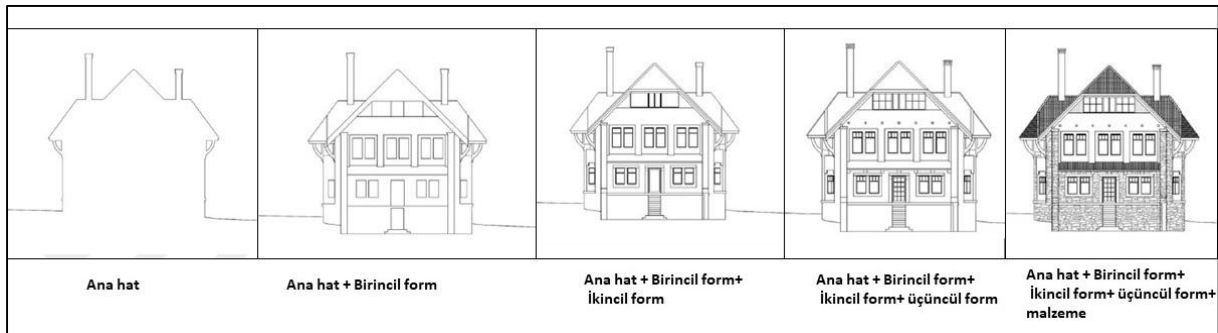 Ana hat
Ana hat + Birincil form
Ana hat + Birincil form+
İkincil form
Ana hat + Birincil form+
İkincil form+ üçüncül form
Ana hat + Birincil form+
İkincil form+ üçüncül form+
malzeme